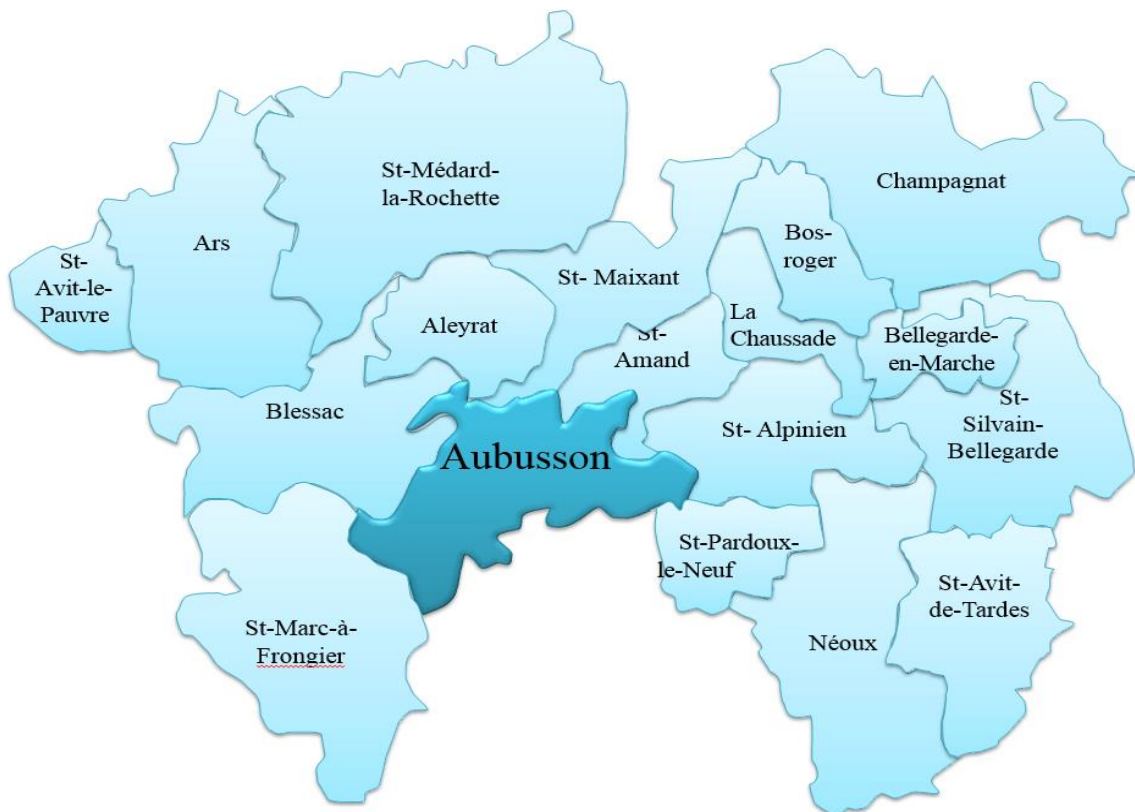 St-Médard-
la-Rochette
Champagnat
Ars
Bos-
roger
St-
Avit-le-
Pauvre
St- Maixant
Aleyrat
La
Chaussade
St-
Amand
Bellegarde-
en-Marche
Blessac
St- Alpinien
St-
Silvain-
Bellegarde
Aubusson
St-Pardoux-
le-Neuf
St-Avit-
de-Tardes
St-Marc-à-
Frongier
Néoux